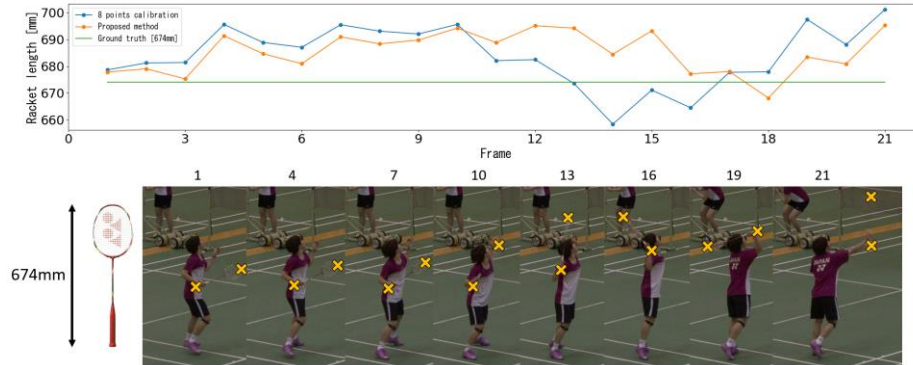 700
690
680
670
660
Racket length [mm]
8 points calibration
Proposed method
Ground truth [674mm]
0 3 6 9 12 15 18 21
Frame
1 4 7 10 13 16 19 21
674mm
JAPAN